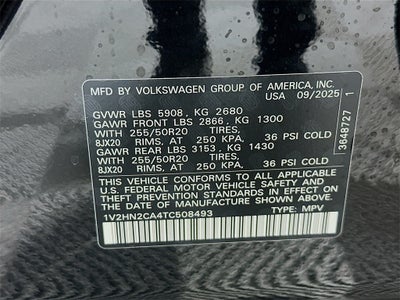 MFD BY VOLKSWAGEN GROUP OF AMERICA, INC.
USA 09/2025
GVWR LBS 5908, KG 2680
GAWR FRONT LBS 2866, KG 1300
WITH 255/50R20 TIRES,
8JX20 RIMS, AT 250 KPA. 36 PSI COLD
GAWR REAR LBS 3153, KG 1430
WITH 255/50R20 TIRES,
8JX20 RIMS, AT 250 KPA. 36 PSI COLD
THIS VEHICLE CONFORMS TO ALL APPLICABLE
U.S. FEDERAL MOTOR VEHICLE SAFETY AND
THEFT PREVENTION STANDARDS IN EFFECT ON
THE DATE OF MANUFACTURE SHOWN ABOVE.
1V2HN2CA4TC508493 TYPE: MPV
3648727 1